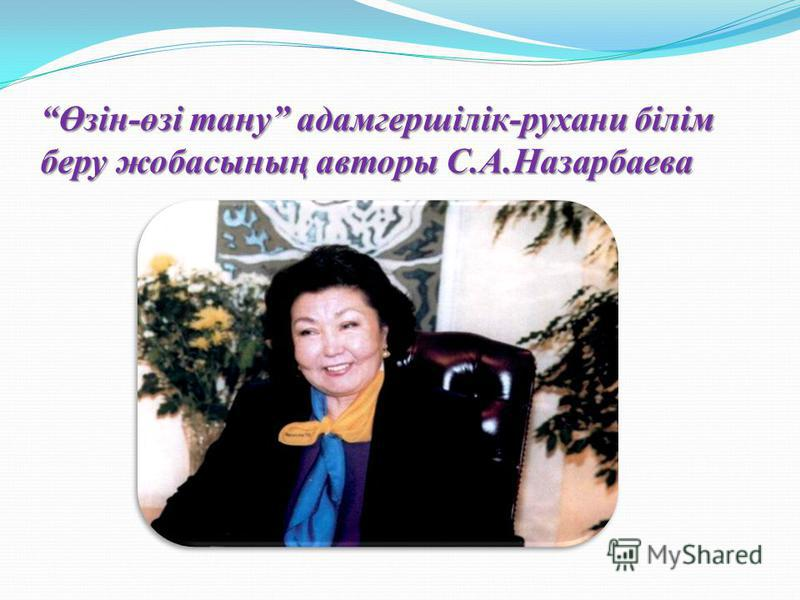 “Өзін-өзі тану” адамгершілік-рухани білім
беру жобасының авторы С.А.Назарбаева
MyShared